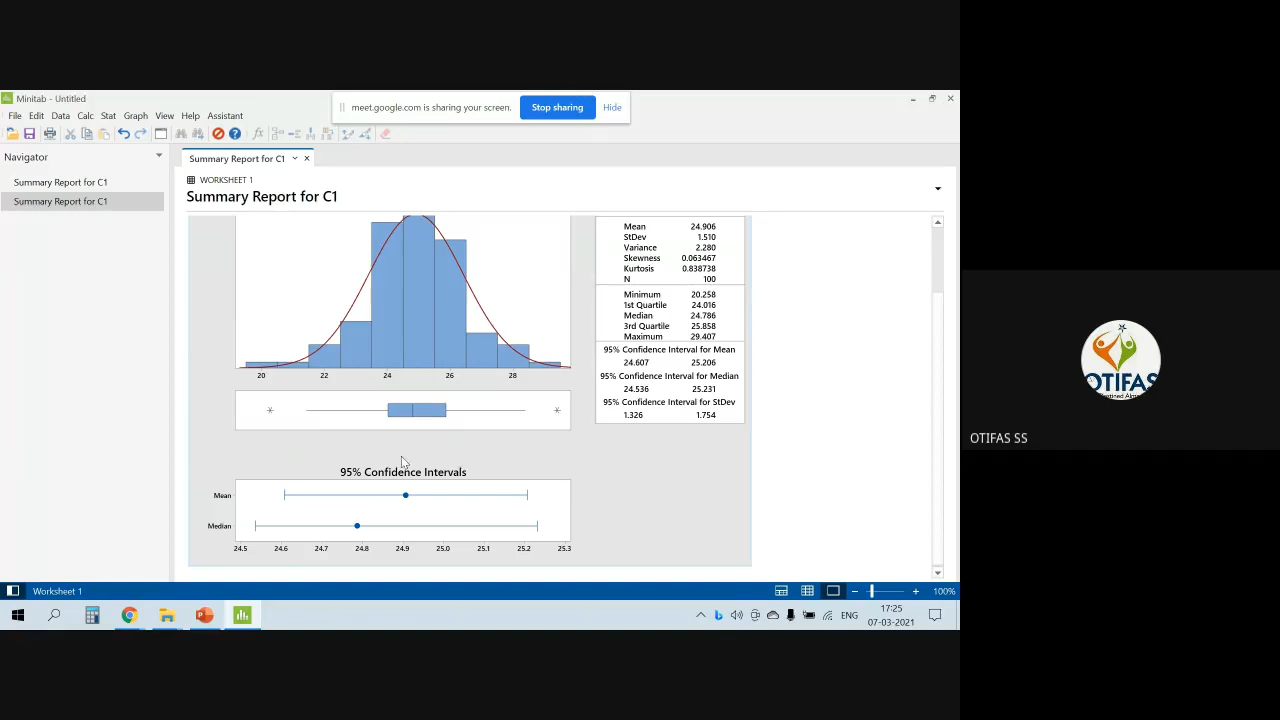 Minitab - Untitled
meet.google.com is sharing your screen. Stop sharing Hide
File Edit Data Calc Stat Graph View Help Assistant
Navigator
Summary Report for C1
Summary Report for C1
Summary Report for C1
WORKSHEET 1
Summary Report for C1
Mean 24.906
StDev 1.510
Variance 2.280
Skewness 0.063467
Kurtosis 0.838738
N 100
Minimum 20.258
1st Quartile 24.016
Median 24.786
3rd Quartile 25.858
Maximum 29.407
95% Confidence Interval for Mean
24.607 25.206
95% Confidence Interval for Median
24.536 25.231
95% Confidence Interval for StDev
1.326 1.754
20 22 24 26 28
95% Confidence Intervals
Mean
Median
24.5 24.6 24.7 24.8 24.9 25.0 25.1 25.2 25.3
Worksheet 1
100%
ENG
17:25
07-03-2021
OTIFAS
OTIFAS SS